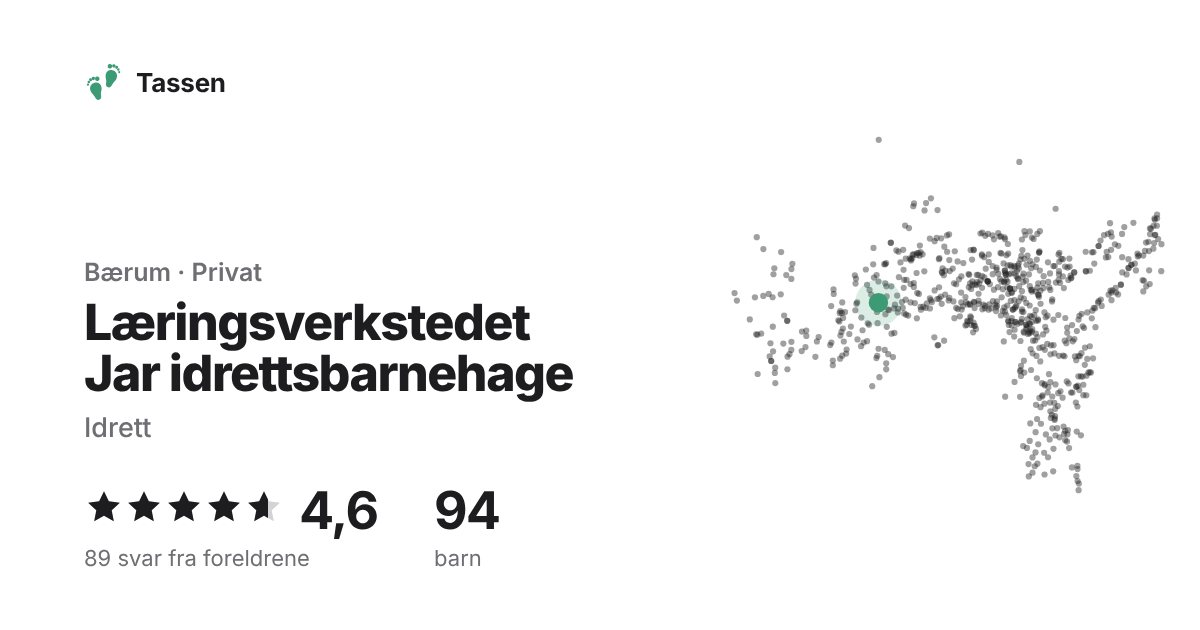 Tassen
Bærum · Privat
Læringsverkstedet
Jar idrettsbarnehage
Idrett
4,6
89 svar fra foreldrene
94
barn